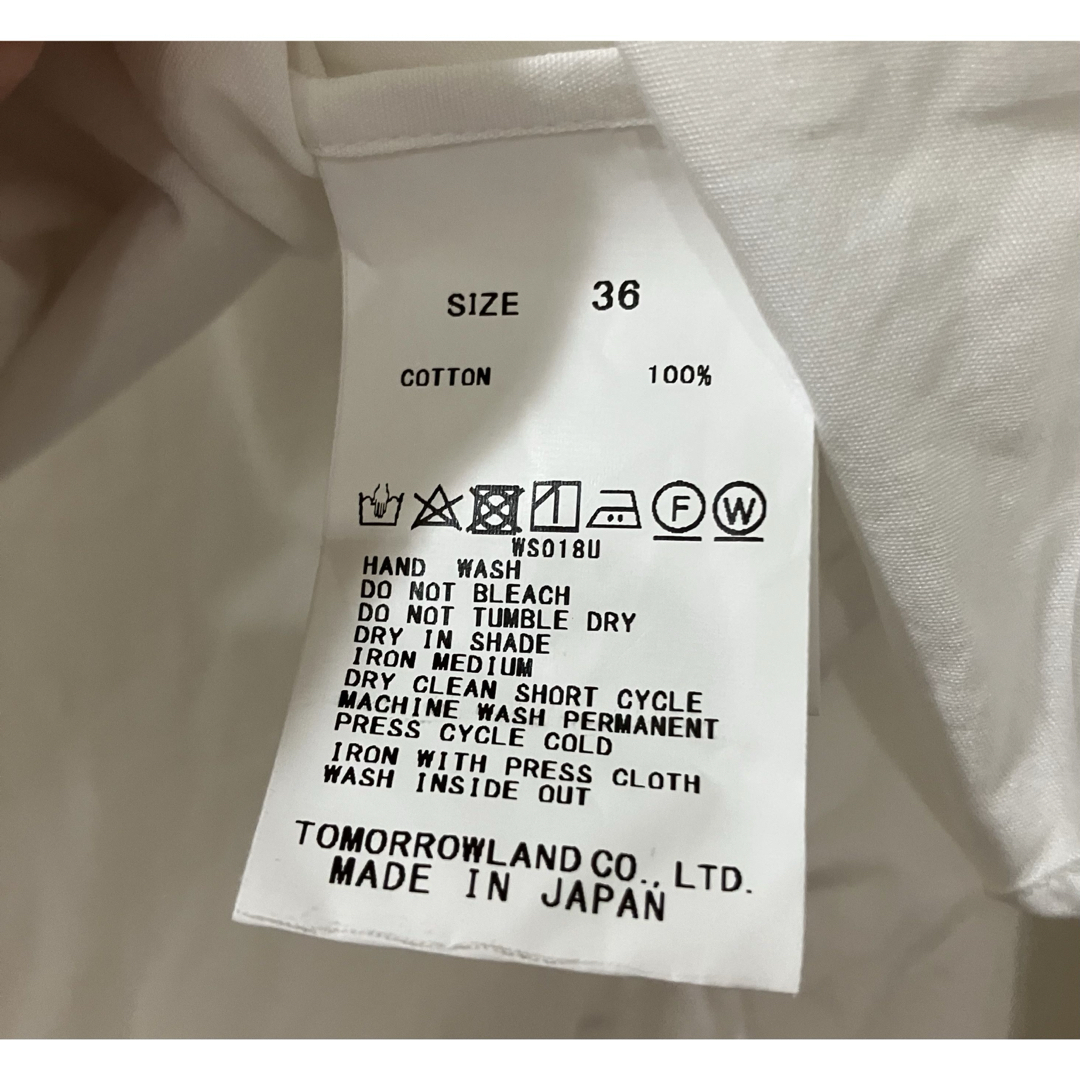 SIZE 36
COTTON 100%
F W
WS018U
HAND WASH
DO NOT BLEACH
DO NOT TUMBLE DRY
DRY IN SHADE
IRON MEDIUM
DRY CLEAN SHORT CYCLE
MACHINE WASH PERMANENT
PRESS CYCLE COLD
IRON WITH PRESS CLOTH
WASH INSIDE OUT
TOMORROWLAND CO., LTD.
MADE IN JAPAN